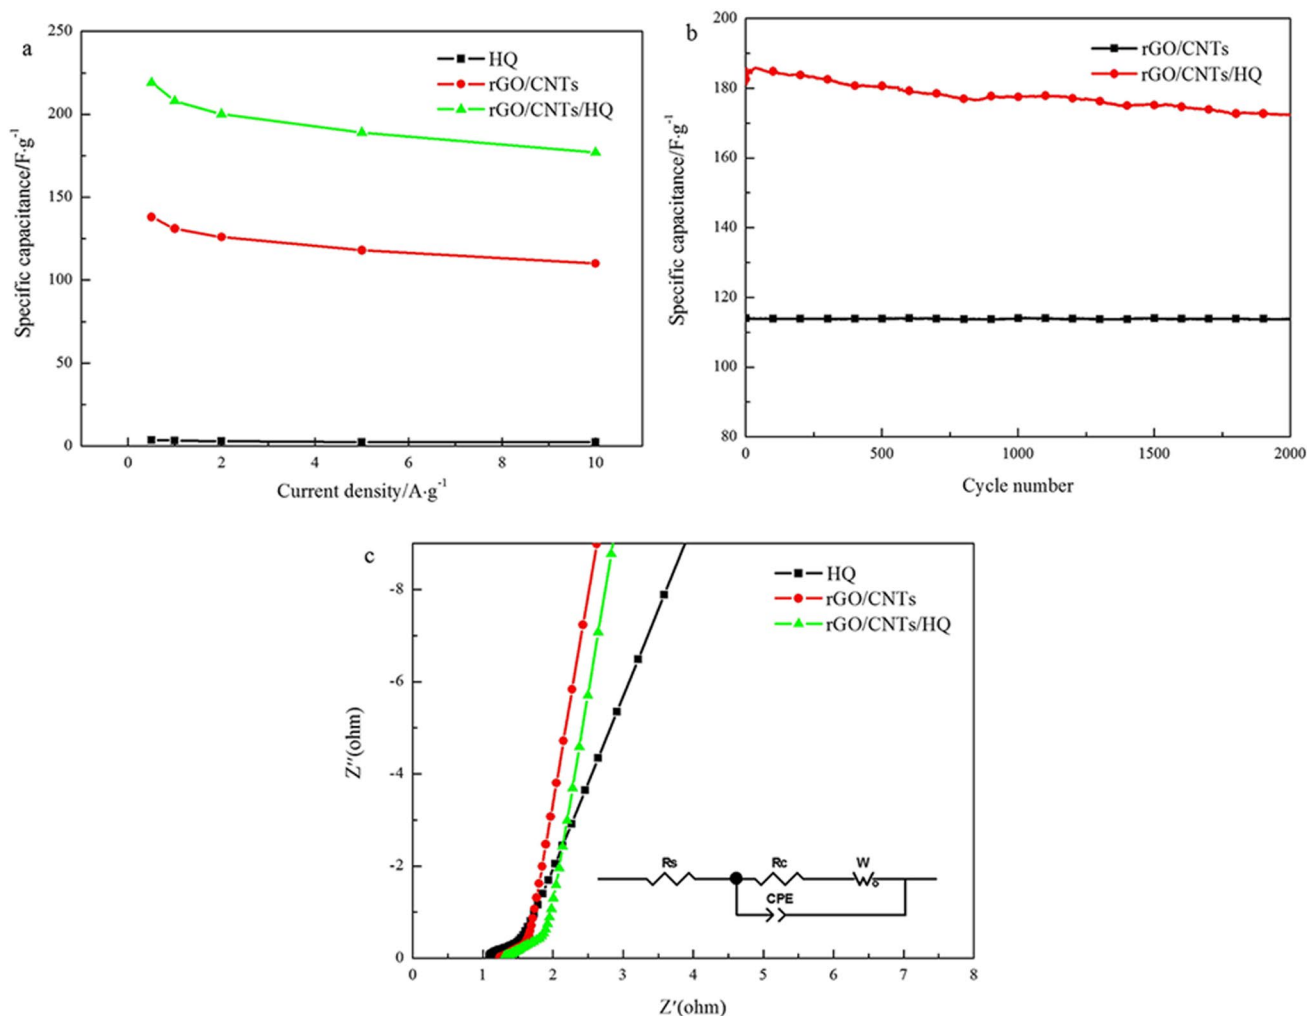 a
250
200
150
100
50
0
Specific capacitance/F·g⁻¹
HQ
rGO/CNTs
rGO/CNTs/HQ
0 2 4 6 8 10
Current density/A·g⁻¹
b
200
180
160
140
120
100
80
Specific capacitance/F·g⁻¹
rGO/CNTs
rGO/CNTs/HQ
0 500 1000 1500 2000
Cycle number
c
-8
-6
-4
-2
0
Z″(ohm)
HQ
rGO/CNTs
rGO/CNTs/HQ
Rs Rc W
CPE
0 1 2 3 4 5 6 7 8
Z′(ohm)